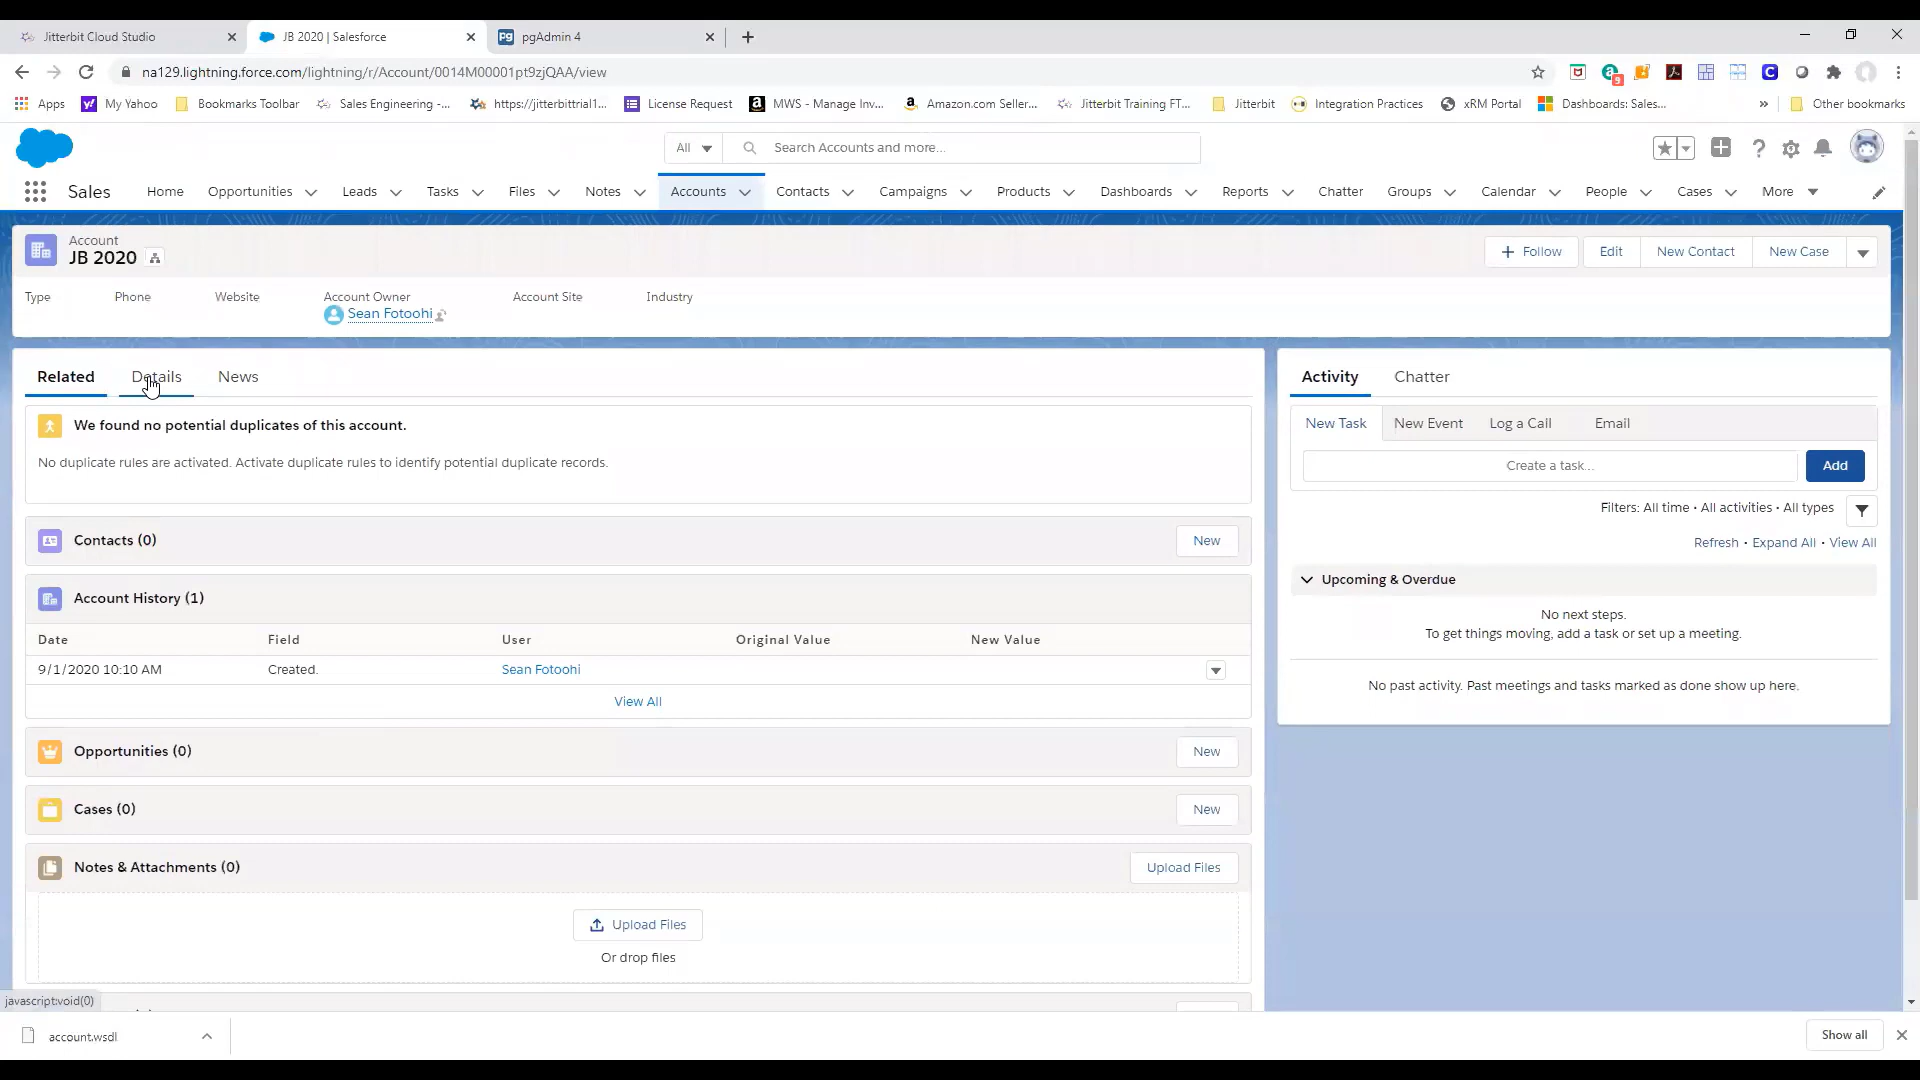 Jitterbit Cloud Studio
JB 2020 | Salesforce
pgAdmin 4
na129.lightning.force.com/lightning/r/Account/0014M00001pt9zjQAA/view
Apps
My Yahoo
Bookmarks Toolbar
Sales Engineering -...
https://jitterbittrial1...
License Request
MWS - Manage Inv...
Amazon.com Seller...
Jitterbit Training FT...
Jitterbit
Integration Practices
xRM Portal
Dashboards: Sales...
»
Other bookmarks
All
Search Accounts and more...
Sales
Home
Opportunities
Leads
Tasks
Files
Notes
Accounts
Contacts
Campaigns
Products
Dashboards
Reports
Chatter
Groups
Calendar
People
Cases
More
Account
JB 2020
+ Follow
Edit
New Contact
New Case
Type
Phone
Website
Account Owner
Account Site
Industry
Sean Fotoohi
Related
Details
News
We found no potential duplicates of this account.
No duplicate rules are activated. Activate duplicate rules to identify potential duplicate records.
Contacts (0)
New
Account History (1)
Date
Field
User
Original Value
New Value
9/1/2020 10:10 AM
Created.
Sean Fotoohi
View All
Opportunities (0)
New
Cases (0)
New
Notes & Attachments (0)
Upload Files
Upload Files
Or drop files
Activity
Chatter
New Task
New Event
Log a Call
Email
Create a task...
Add
Filters: All time • All activities • All types
Refresh • Expand All • View All
Upcoming & Overdue
No next steps.
To get things moving, add a task or set up a meeting.
No past activity. Past meetings and tasks marked as done show up here.
javascript:void(0)
account.wsdl
Show all